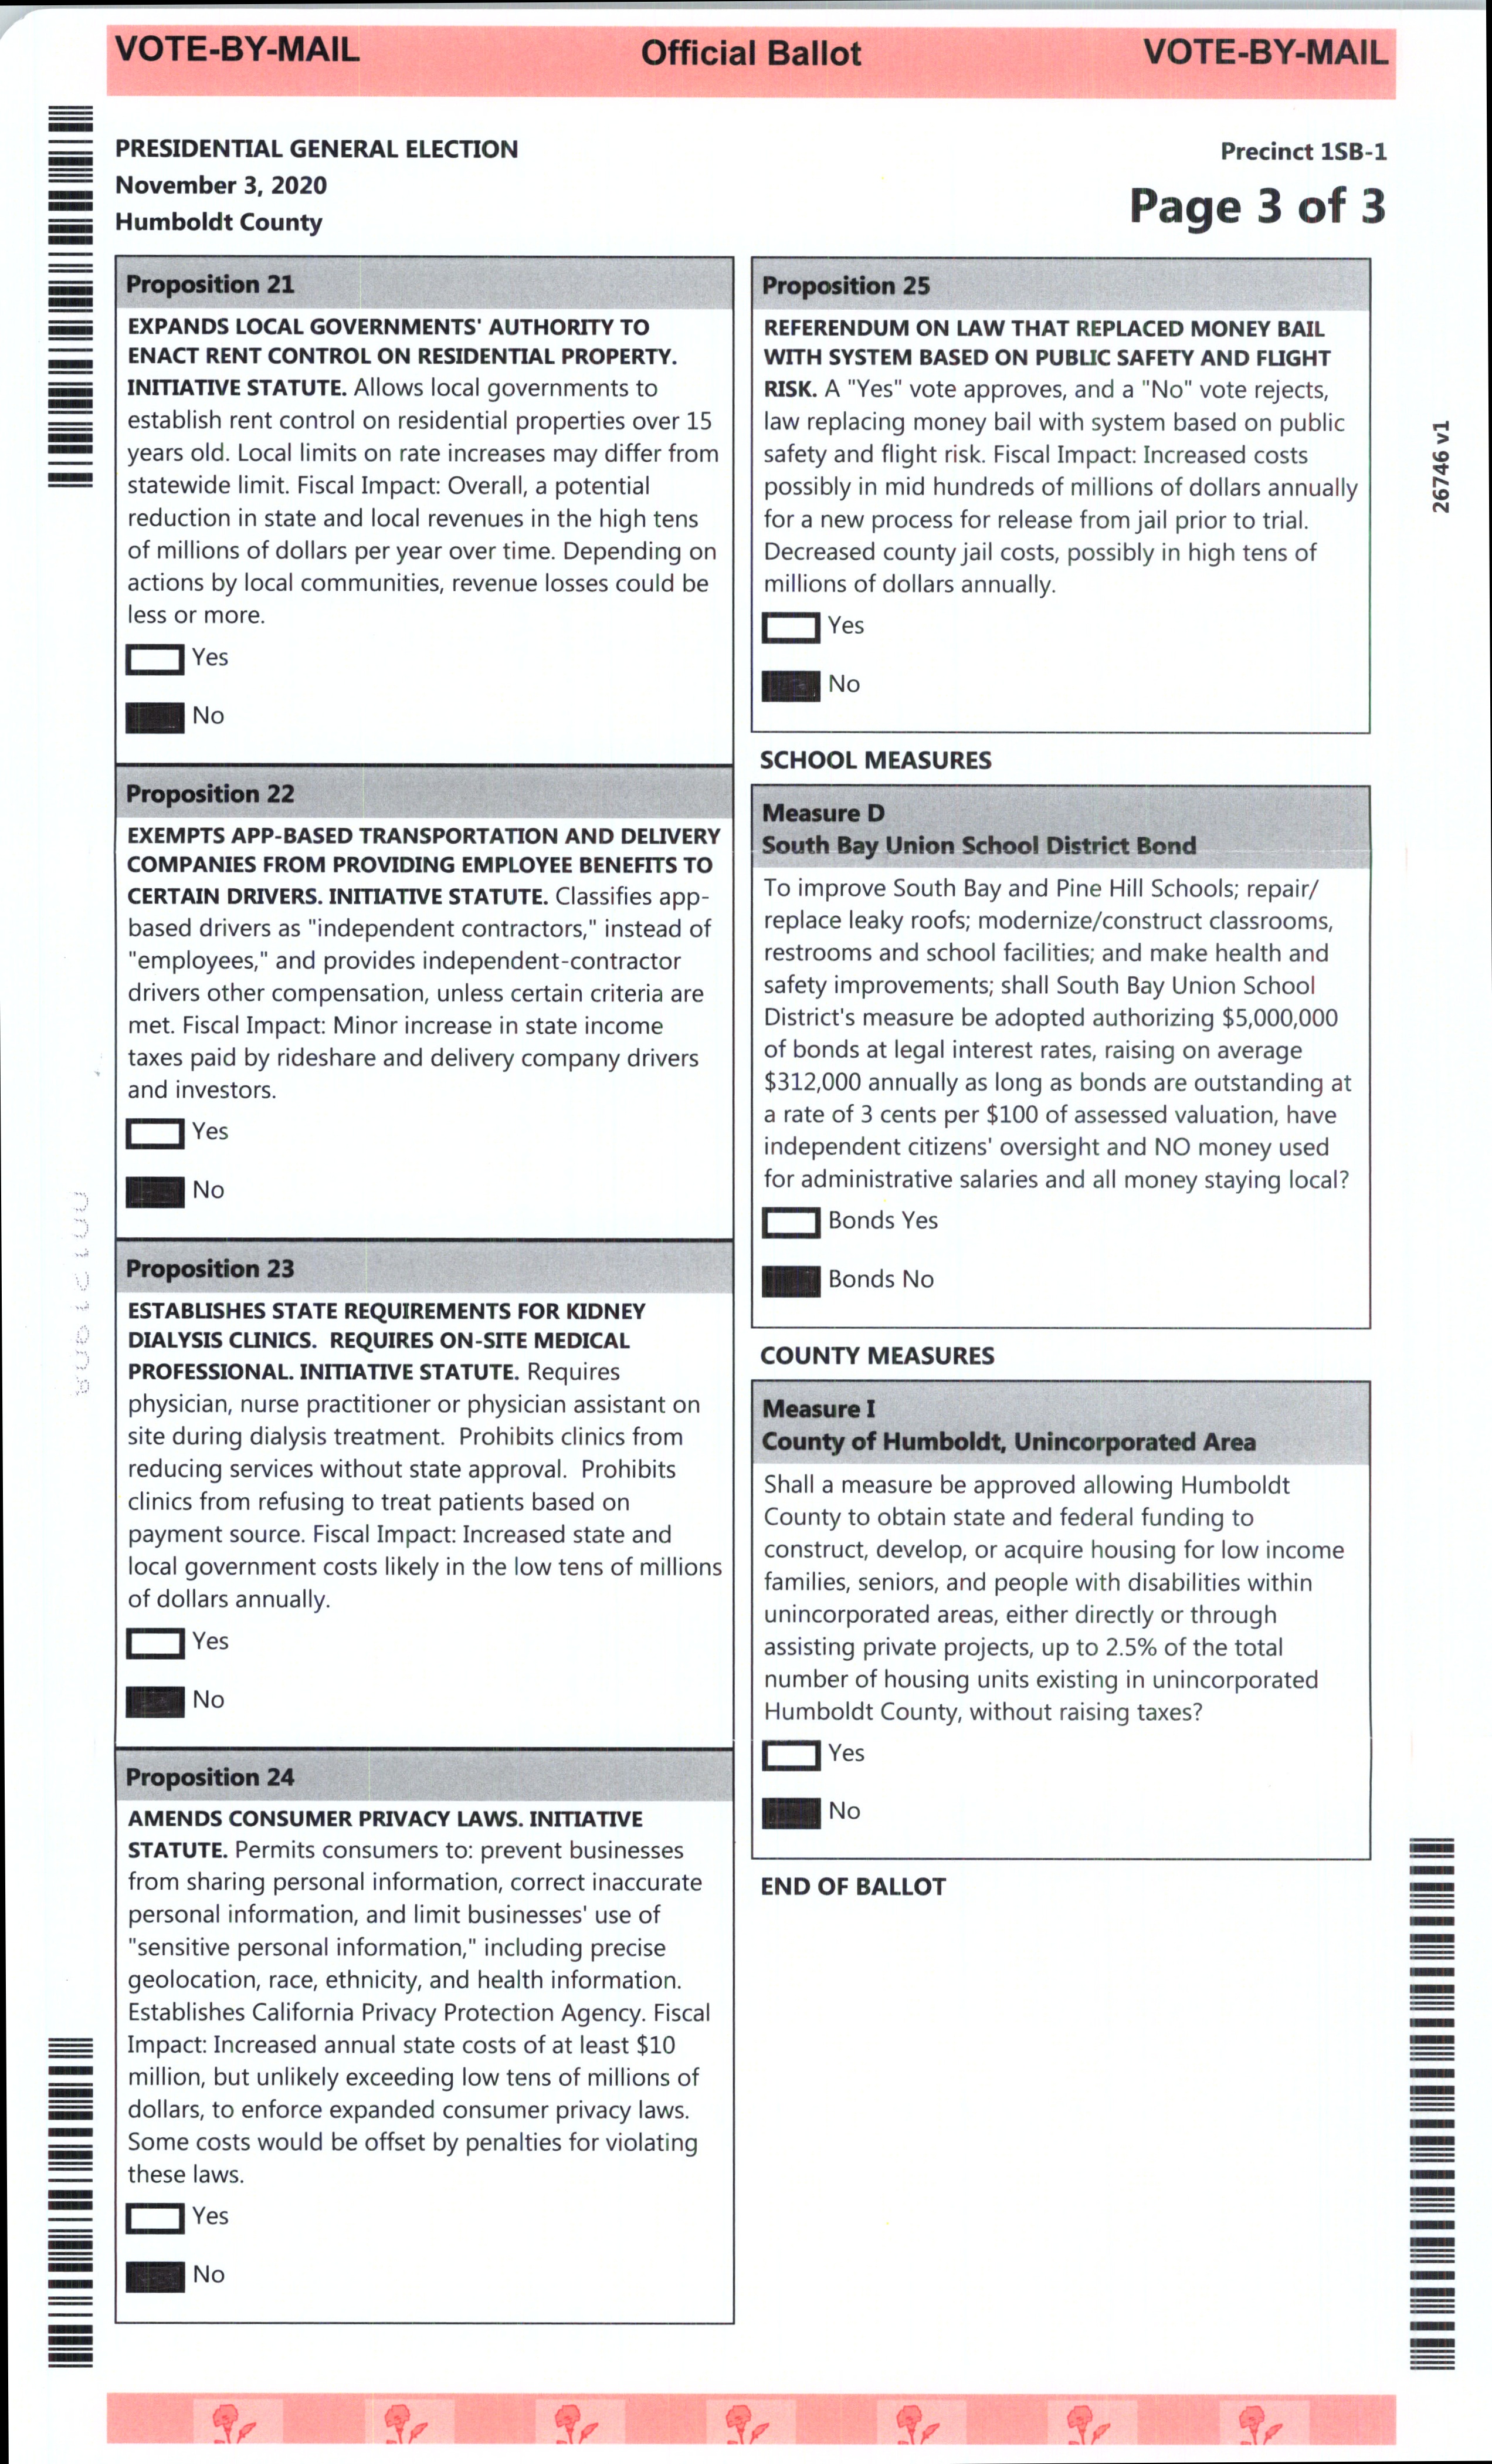 VOTE-BY-MAIL Official Ballot VOTE-BY-MAIL
PRESIDENTIAL GENERAL ELECTION
November 3, 2020
Humboldt County
Precinct 1SB-1
Page 3 of 3
Proposition 21
EXPANDS LOCAL GOVERNMENTS' AUTHORITY TO
ENACT RENT CONTROL ON RESIDENTIAL PROPERTY.
INITIATIVE STATUTE. Allows local governments to
establish rent control on residential properties over 15
years old. Local limits on rate increases may differ from
statewide limit. Fiscal Impact: Overall, a potential
reduction in state and local revenues in the high tens
of millions of dollars per year over time. Depending on
actions by local communities, revenue losses could be
less or more.
Yes
No
Proposition 22
EXEMPTS APP-BASED TRANSPORTATION AND DELIVERY
COMPANIES FROM PROVIDING EMPLOYEE BENEFITS TO
CERTAIN DRIVERS. INITIATIVE STATUTE. Classifies app-
based drivers as "independent contractors," instead of
"employees," and provides independent-contractor
drivers other compensation, unless certain criteria are
met. Fiscal Impact: Minor increase in state income
taxes paid by rideshare and delivery company drivers
and investors.
Yes
No
Proposition 23
ESTABLISHES STATE REQUIREMENTS FOR KIDNEY
DIALYSIS CLINICS. REQUIRES ON-SITE MEDICAL
PROFESSIONAL. INITIATIVE STATUTE. Requires
physician, nurse practitioner or physician assistant on
site during dialysis treatment. Prohibits clinics from
reducing services without state approval. Prohibits
clinics from refusing to treat patients based on
payment source. Fiscal Impact: Increased state and
local government costs likely in the low tens of millions
of dollars annually.
Yes
No
Proposition 24
AMENDS CONSUMER PRIVACY LAWS. INITIATIVE
STATUTE. Permits consumers to: prevent businesses
from sharing personal information, correct inaccurate
personal information, and limit businesses' use of
"sensitive personal information," including precise
geolocation, race, ethnicity, and health information.
Establishes California Privacy Protection Agency. Fiscal
Impact: Increased annual state costs of at least $10
million, but unlikely exceeding low tens of millions of
dollars, to enforce expanded consumer privacy laws.
Some costs would be offset by penalties for violating
these laws.
Yes
No
Proposition 25
REFERENDUM ON LAW THAT REPLACED MONEY BAIL
WITH SYSTEM BASED ON PUBLIC SAFETY AND FLIGHT
RISK. A "Yes" vote approves, and a "No" vote rejects,
law replacing money bail with system based on public
safety and flight risk. Fiscal Impact: Increased costs
possibly in mid hundreds of millions of dollars annually
for a new process for release from jail prior to trial.
Decreased county jail costs, possibly in high tens of
millions of dollars annually.
Yes
No
SCHOOL MEASURES
Measure D
South Bay Union School District Bond
To improve South Bay and Pine Hill Schools; repair/
replace leaky roofs; modernize/construct classrooms,
restrooms and school facilities; and make health and
safety improvements; shall South Bay Union School
District's measure be adopted authorizing $5,000,000
of bonds at legal interest rates, raising on average
$312,000 annually as long as bonds are outstanding at
a rate of 3 cents per $100 of assessed valuation, have
independent citizens' oversight and NO money used
for administrative salaries and all money staying local?
Bonds Yes
Bonds No
COUNTY MEASURES
Measure I
County of Humboldt, Unincorporated Area
Shall a measure be approved allowing Humboldt
County to obtain state and federal funding to
construct, develop, or acquire housing for low income
families, seniors, and people with disabilities within
unincorporated areas, either directly or through
assisting private projects, up to 2.5% of the total
number of housing units existing in unincorporated
Humboldt County, without raising taxes?
Yes
No
END OF BALLOT
26746 v1